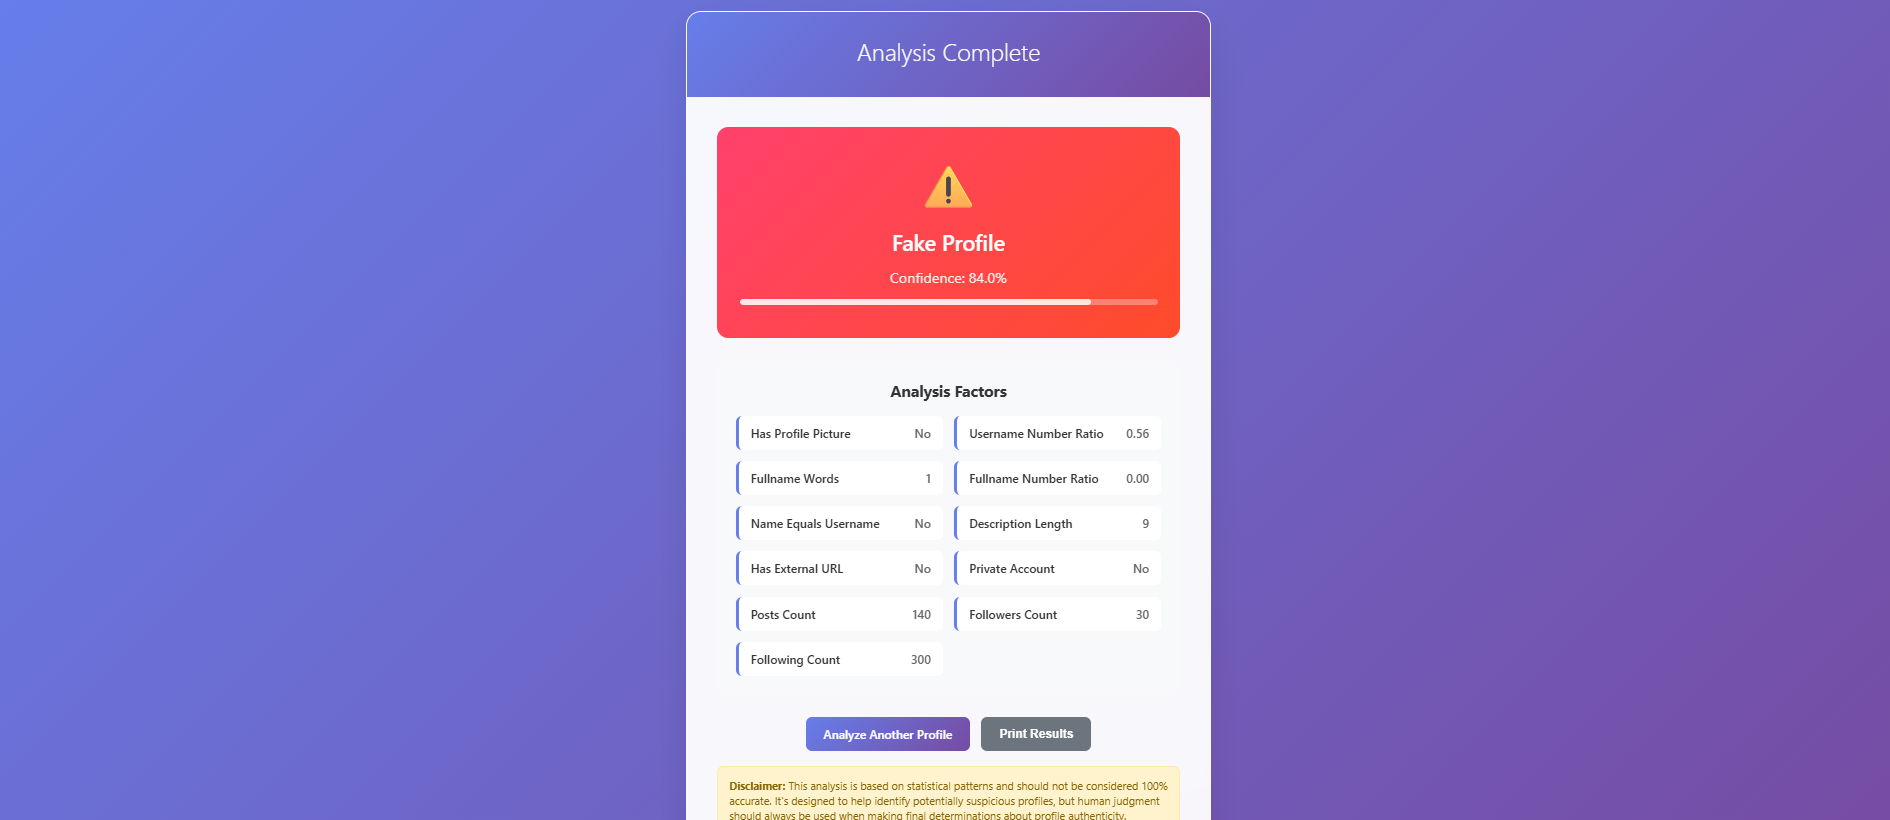 Analysis Complete
Fake Profile
Confidence: 84.0%
Analysis Factors
Has Profile Picture No
Username Number Ratio 0.56
Fullname Words 1
Fullname Number Ratio 0.00
Name Equals Username No
Description Length 9
Has External URL No
Private Account No
Posts Count 140
Followers Count 30
Following Count 300
Analyze Another Profile
Print Results
Disclaimer: This analysis is based on statistical patterns and should not be considered 100%
accurate. It's designed to help identify potentially suspicious profiles, but human judgment
should always be used when making final determinations about profile authenticity.